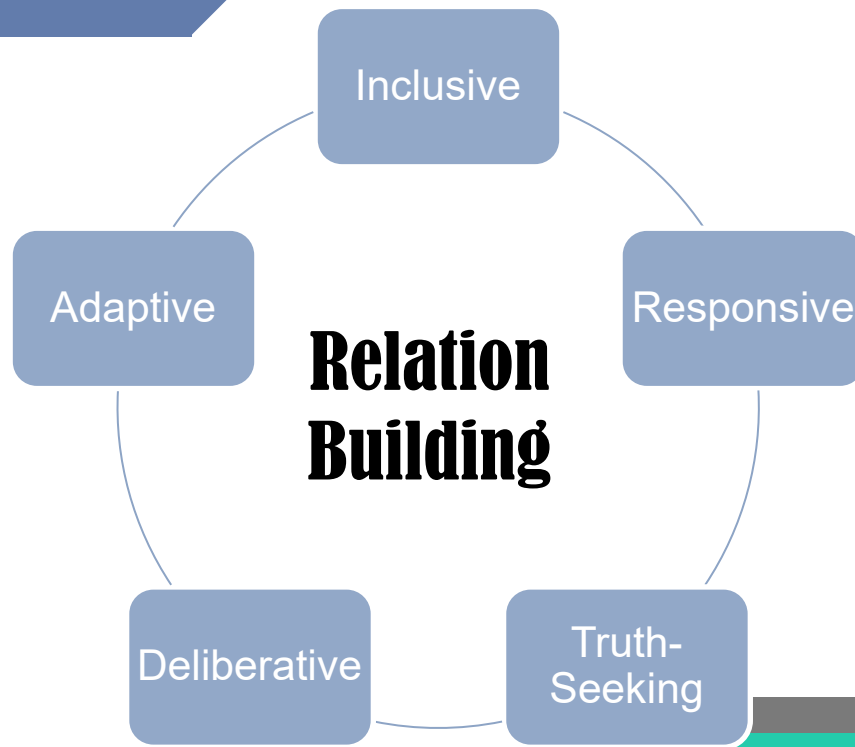 Inclusive
Responsive
Truth-
Seeking
Deliberative
Adaptive
Relation
Building